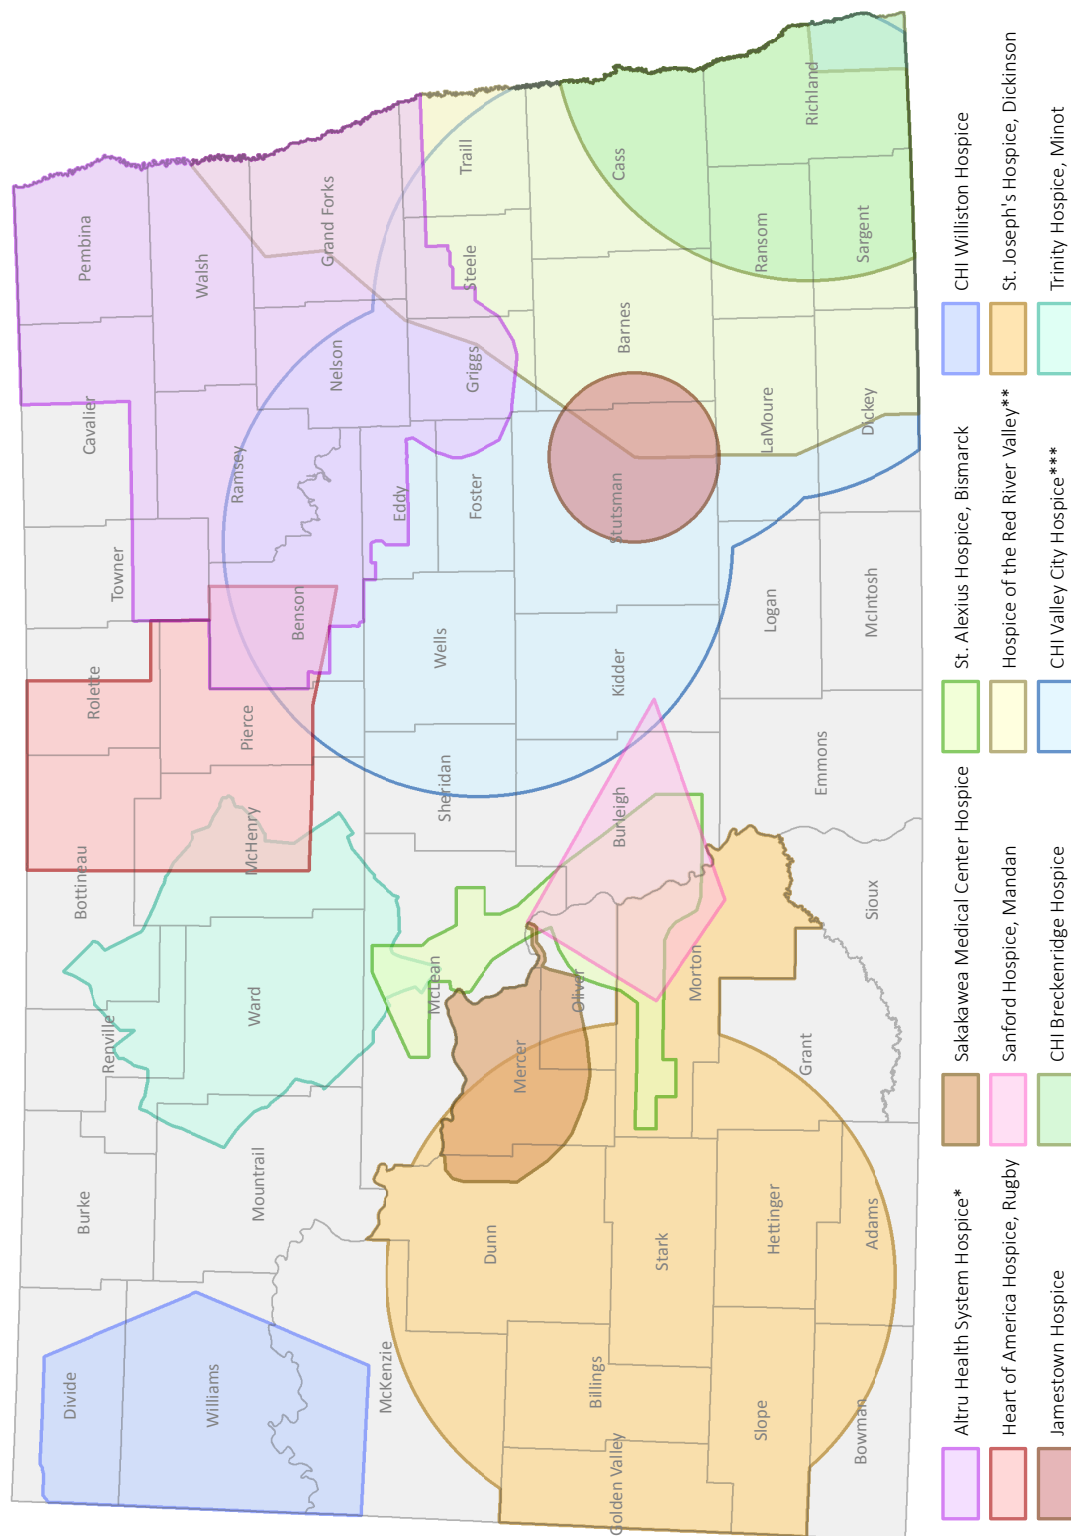 Divide
Burke
Renville
Bottineau
Rolette
Towner
Cavalier
Pembina
Williams
Mountrail
Ward
McHenry
Pierce
Benson
Ramsey
Walsh
Nelson
Grand Forks
McKenzie
Dunn
Mercer
McLean
Sheridan
Wells
Eddy
Foster
Griggs
Steele
Traill
Golden Valley
Billings
Stark
Oliver
Morton
Burleigh
Kidder
Stutsman
Barnes
Cass
Slope
Hettinger
Grant
Logan
LaMoure
Ransom
Richland
Bowman
Adams
Sioux
Emmons
McIntosh
Dickey
Sargent
Altru Health System Hospice*
Sakakawea Medical Center Hospice
St. Alexius Hospice, Bismarck
CHI Williston Hospice
Heart of America Hospice, Rugby
Sanford Hospice, Mandan
Hospice of the Red River Valley**
St. Joseph's Hospice, Dickinson
Jamestown Hospice
CHI Breckenridge Hospice
CHI Valley City Hospice***
Trinity Hospice, Minot